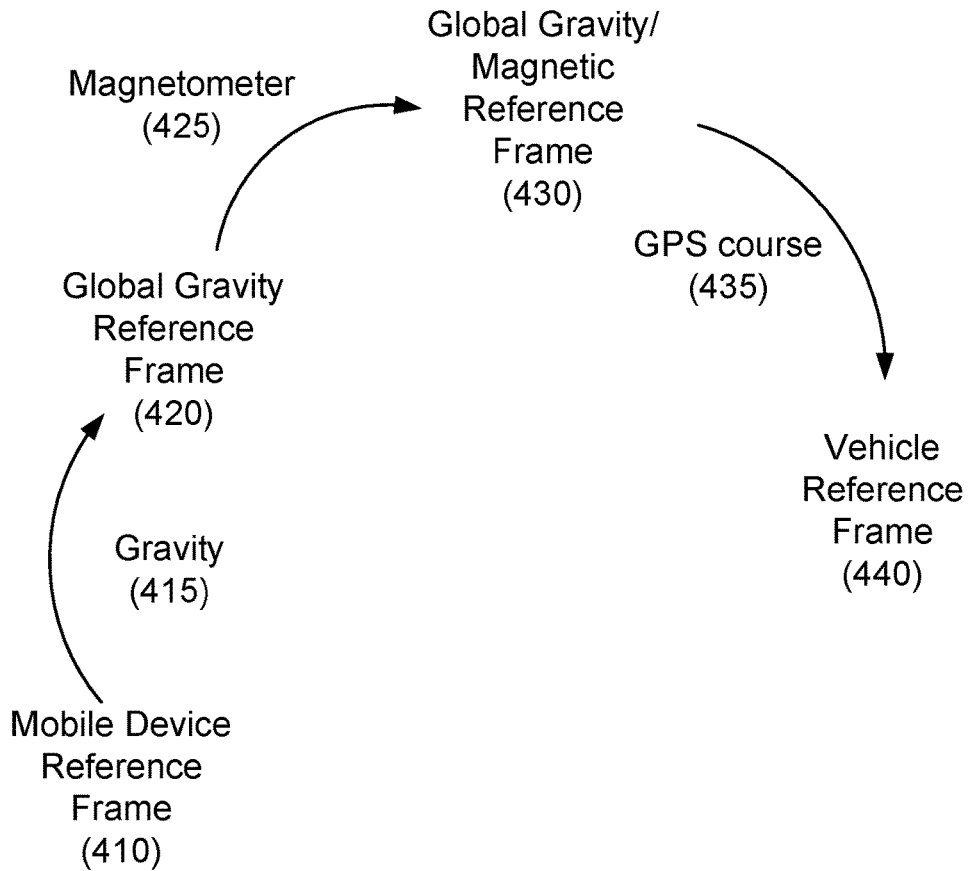 Global Gravity/
Magnetic
Reference
Frame
(430)
Magnetometer
(425)
GPS course
(435)
Global Gravity
Reference
Frame
(420)
Vehicle
Reference
Frame
(440)
Gravity
(415)
Mobile Device
Reference
Frame
(410)